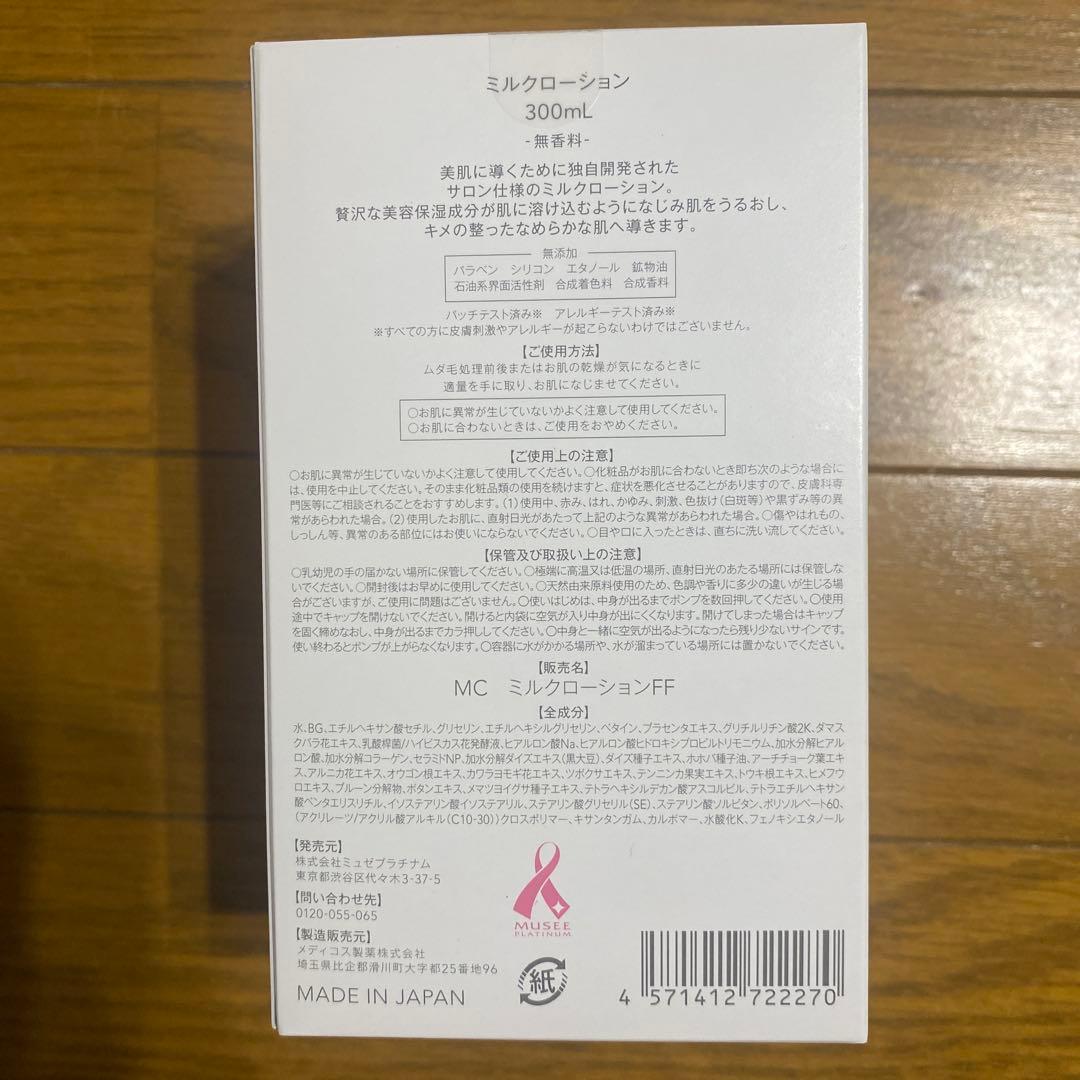 ミルクローション
300mL
-無香料-
美肌に導くために独自開発された
サロン仕様のミルクローション。
贅沢な美容保湿成分が肌に溶け込むようになじみ肌をうるおし、
キメの整ったなめらかな肌へ導きます。
無添加
パラベン シリコン エタノール 鉱物油
石油系界面活性剤 合成着色料 合成香料
パッチテスト済み※ アレルギーテスト済み※
※すべての方に皮膚刺激やアレルギーが起こらないわけではございません。
【ご使用方法】
ムダ毛処理前後またはお肌の乾燥が気になるときに
適量を手に取り、お肌になじませてください。
○お肌に異常が生じていないかよく注意して使用してください。
○お肌に合わないときは、ご使用をおやめください。
【ご使用上の注意】
○お肌に異常が生じていないかよく注意して使用してください。○化粧品がお肌に合わないとき即ち次のような場合に
は、使用を中止してください。そのまま化粧品類の使用を続けますと、症状を悪化させることがありますので、皮膚科専
門医等にご相談されることをおすすめします。(1)使用中、赤み、はれ、かゆみ、刺激、色抜け(白斑等)や黒ずみ等の異
常があらわれた場合。(2)使用したお肌に、直射日光があたって上記のような異常があらわれた場合。○傷やはれもの、
しっしん等、異常のある部位にはお使いにならないでください。○目や口に入ったときは、直ちに洗い流してください。
【保管及び取扱い上の注意】
○乳幼児の手の届かない場所に保管してください。○極端に高温又は低温の場所、直射日光のあたる場所には保管しな
いでください。○開封後はお早めに使用してください。○天然由来原料使用のため、色調や香りに多少の違いが生じる場
合がございますが、ご使用に問題はございません。○使いはじめは、中身が出るまでポンプを数回押してください。○使用
途中でキャップを開けないでください。開けると内袋に空気が入り中身が出にくくなります。開けてしまった場合はキャップ
を固く締めなおし、中身が出るまでカラ押ししてください。○中身と一緒に空気が出るようになったら残り少ないサインです。
使い終わるとポンプが上がらなくなります。○容器に水がかかる場所や、水が溜まっている場所には置かないでください。
【販売名】
MC ミルクローションFF
【全成分】
水、BG、エチルヘキサン酸セチル、グリセリン、エチルヘキシルグリセリン、ベタイン、プラセンタエキス、グリチルリチン酸2K、ダマス
クバラ花エキス、乳酸桿菌/ハイビスカス花発酵液、ヒアルロン酸Na、ヒアルロン酸ヒドロキシプロピルトリモニウム、加水分解ヒアル
ロン酸、加水分解コラーゲン、セラミドNP、加水分解ダイズエキス(黒大豆)、ダイズ種子エキス、ホホバ種子油、アーチチョーク葉エキ
ス、アルニカ花エキス、オウゴン根エキス、カワラヨモギ花エキス、ツボクサエキス、テンニンカ果実エキス、トウキ根エキス、ヒメフウ
ロエキス、プルーン分解物、ボタンエキス、メマツヨイグサ種子エキス、テトラヘキシルデカン酸アスコルビル、テトラエチルヘキサン
酸ペンタエリスリチル、イソステアリン酸イソステアリル、ステアリン酸グリセリル(SE)、ステアリン酸ソルビタン、ポリソルベート60、
(アクリレーツ/アクリル酸アルキル(C10-30))クロスポリマー、キサンタンガム、カルボマー、水酸化K、フェノキシエタノール
【発売元】
株式会社ミュゼプラチナム
東京都渋谷区代々木3-37-5
【問い合わせ先】
0120-055-065
【製造販売元】
メディコス製薬株式会社
埼玉県比企郡滑川町大字都25番地96
MADE IN JAPAN
MUSEE
PLATINUM
紙
4 571412 722270